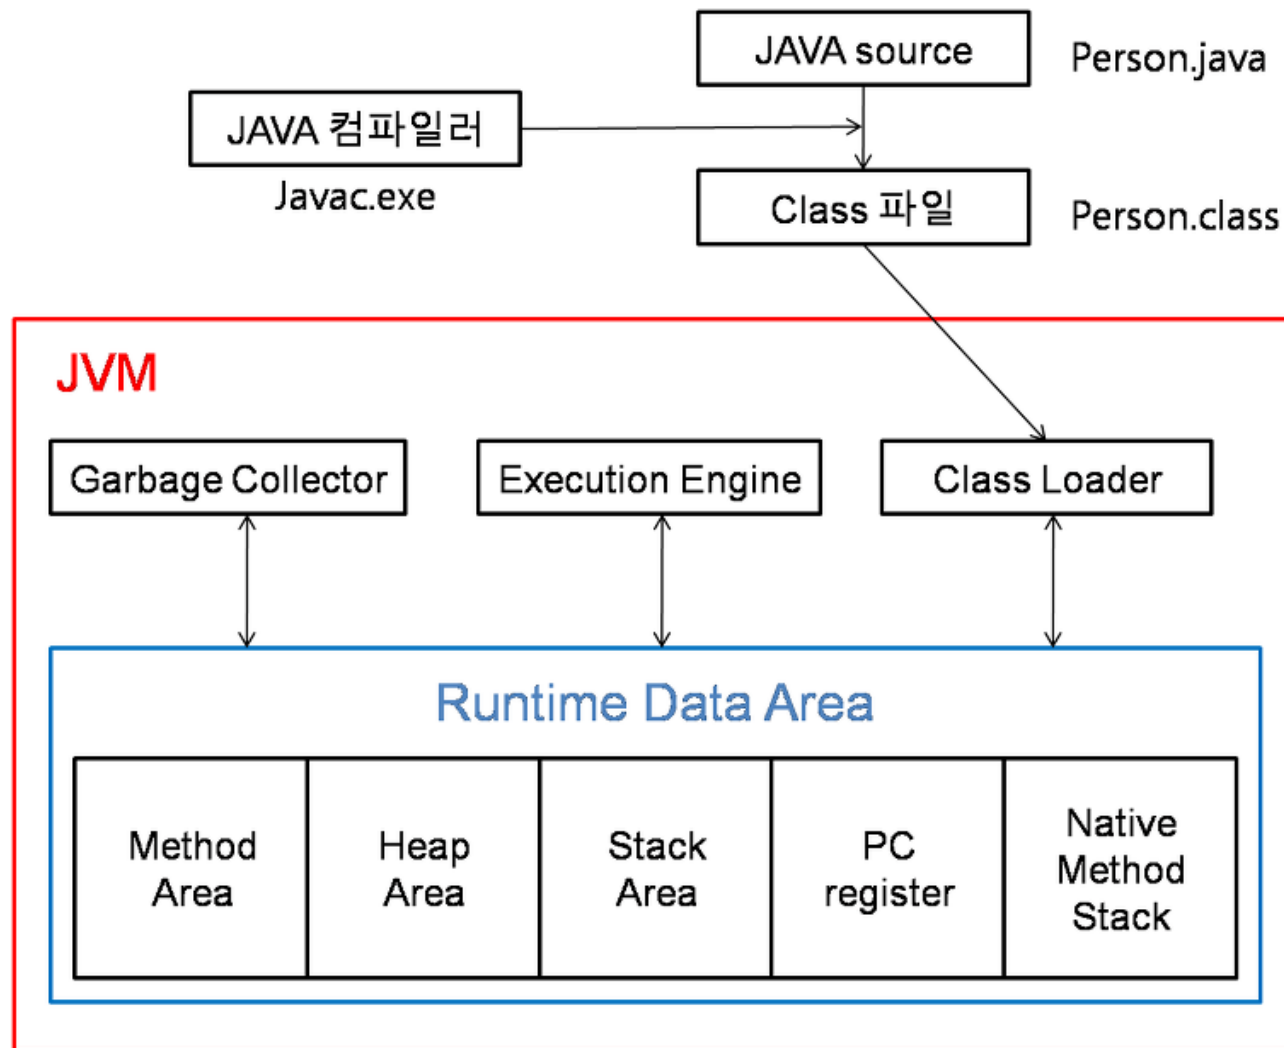 JAVA source
Person.java
JAVA 컴파일러
Javac.exe
Class 파일
Person.class
JVM
Garbage Collector
Execution Engine
Class Loader
Runtime Data Area
Method
Area
Heap
Area
Stack
Area
PC
register
Native
Method
Stack